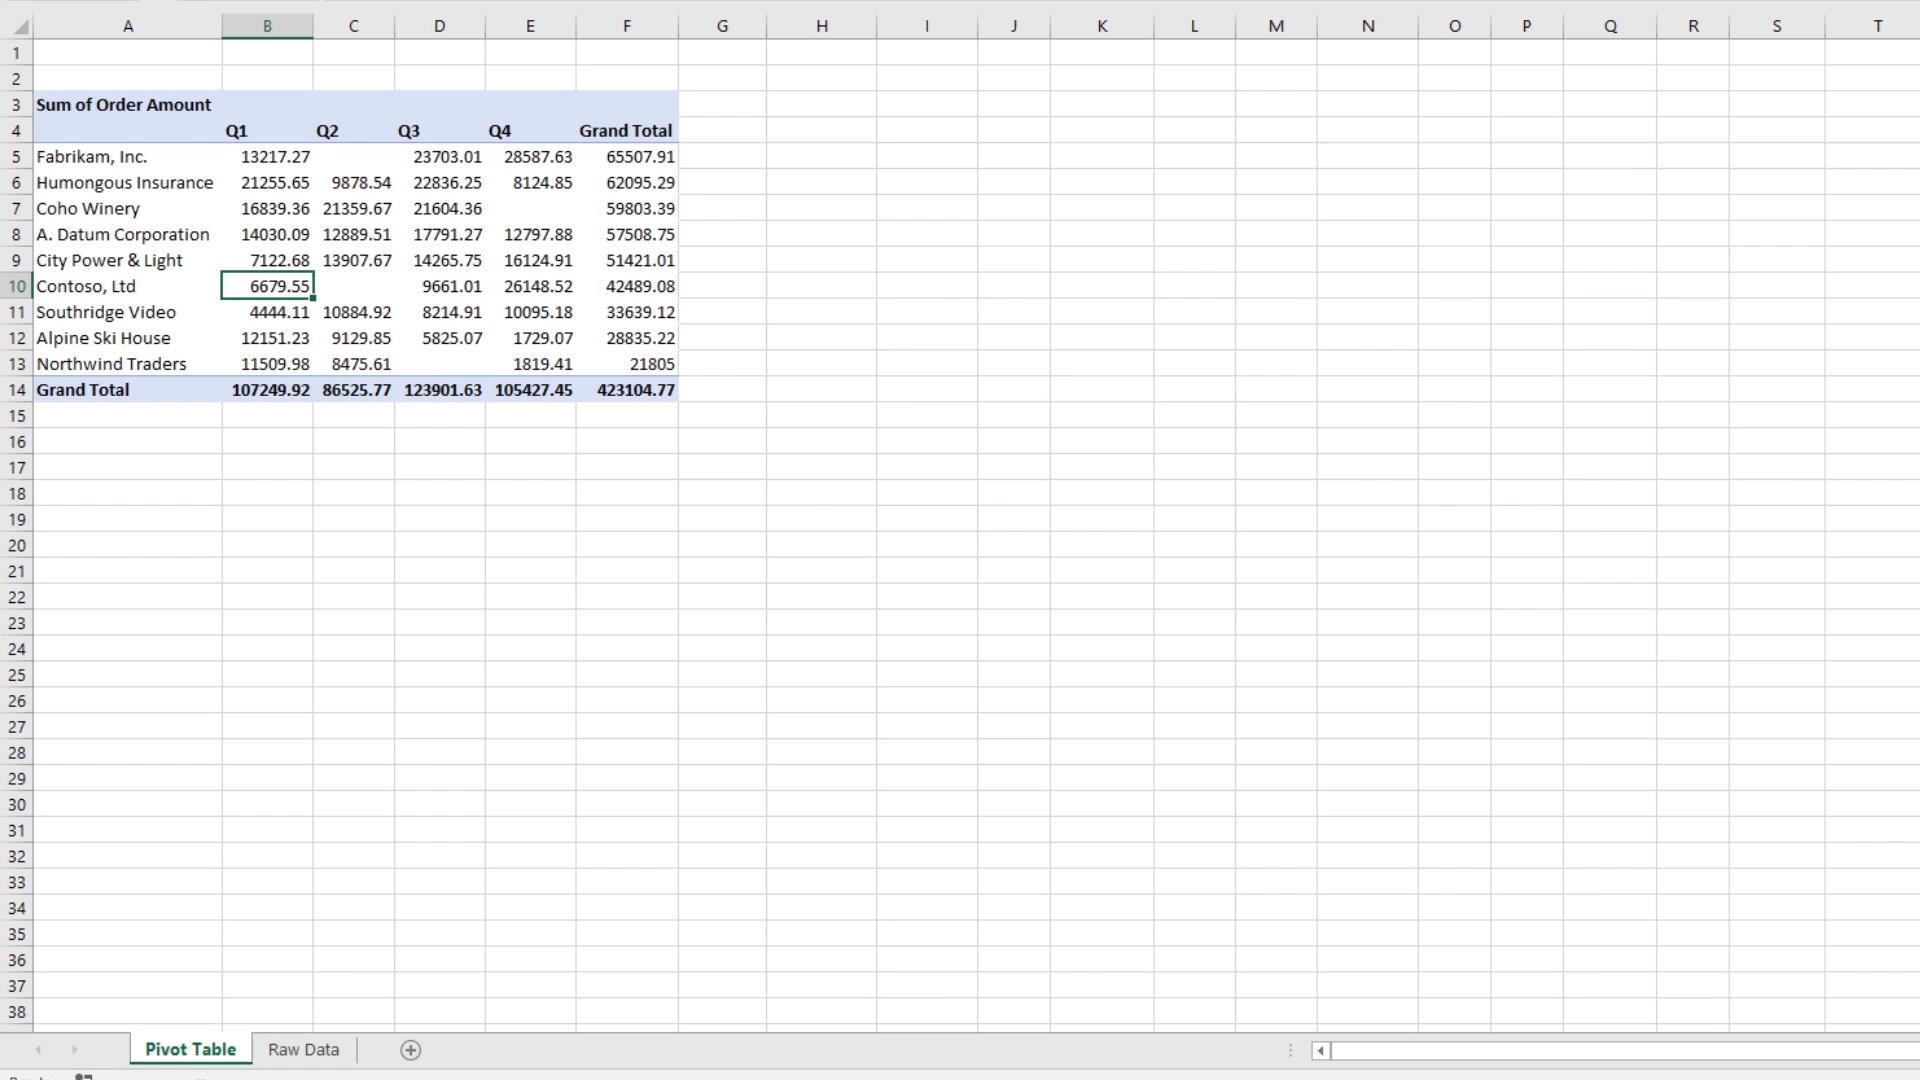 A B C D E F G H I J K L M N O P Q R S T
1
2
3 Sum of Order Amount
4 Q1 Q2 Q3 Q4 Grand Total
5 Fabrikam, Inc. 13217.27 23703.01 28587.63 65507.91
6 Humongous Insurance 21255.65 9878.54 22836.25 8124.85 62095.29
7 Coho Winery 16839.36 21359.67 21604.36 59803.39
8 A. Datum Corporation 14030.09 12889.51 17791.27 12797.88 57508.75
9 City Power & Light 7122.68 13907.67 14265.75 16124.91 51421.01
10 Contoso, Ltd 6679.55 9661.01 26148.52 42489.08
11 Southridge Video 4444.11 10884.92 8214.91 10095.18 33639.12
12 Alpine Ski House 12151.23 9129.85 5825.07 1729.07 28835.22
13 Northwind Traders 11509.98 8475.61 1819.41 21805
14 Grand Total 107249.92 86525.77 123901.63 105427.45 423104.77
15
16
17
18
19
20
21
22
23
24
25
26
27
28
29
30
31
32
33
34
35
36
37
38
Pivot Table Raw Data